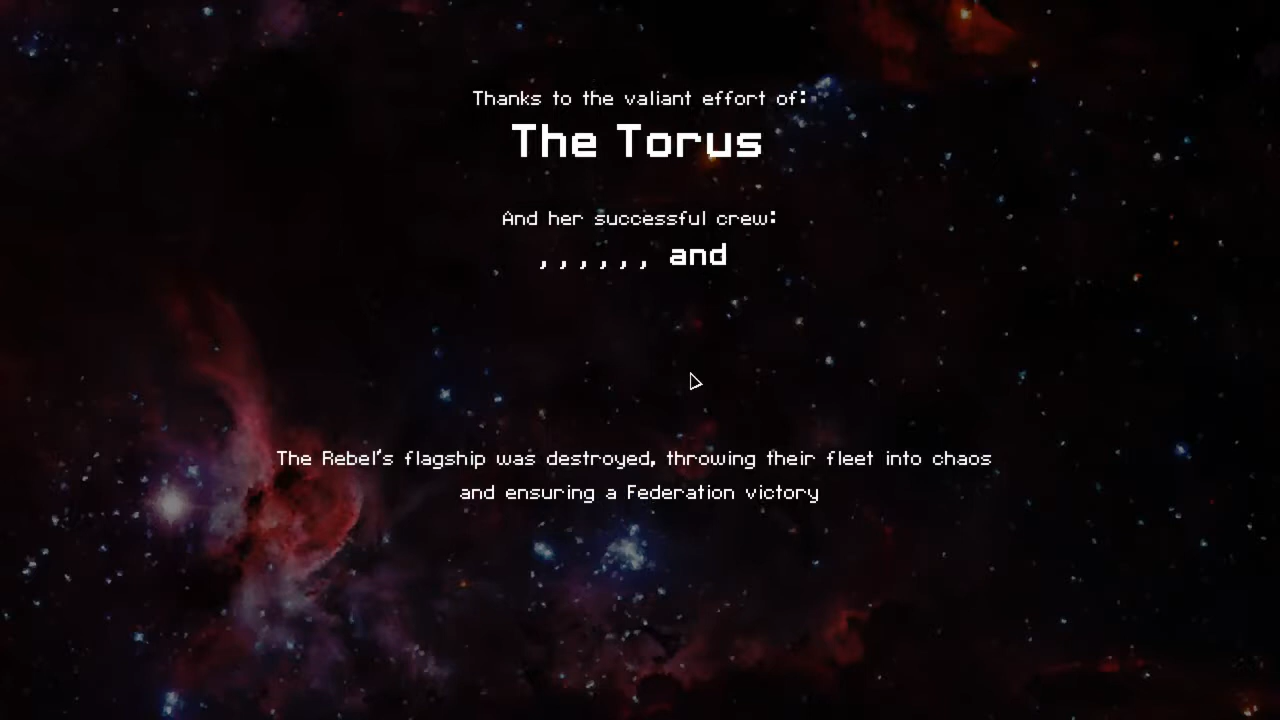 Thanks to the valiant effort of:
The Torus
And her successful crew:
, , , , , , and
The Rebel's flagship was destroyed, throwing their fleet into chaos
and ensuring a Federation victory